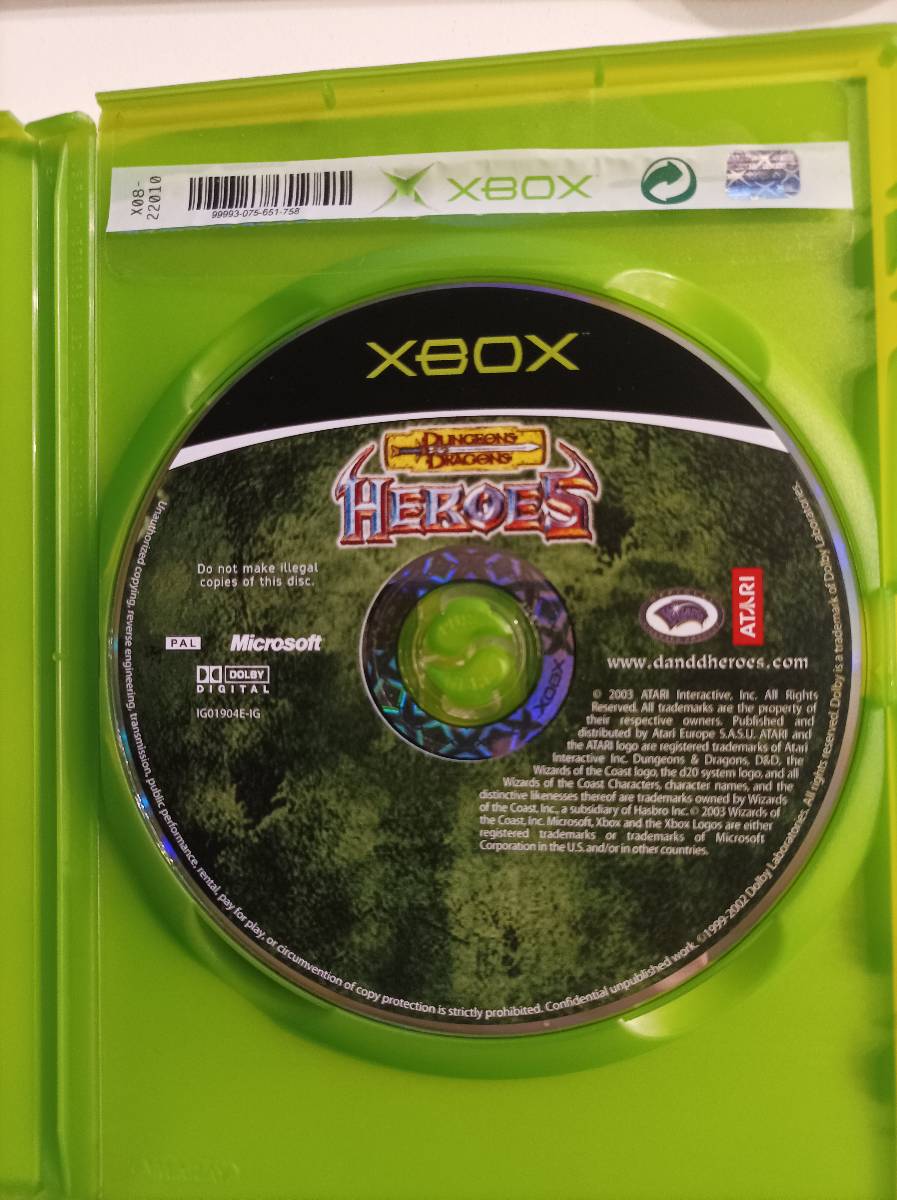 X08-
22010
99993-075-651-758
XBOX
XBOX™
DUNGEONS
& DRAGONS
HEROES
Do not make illegal
copies of this disc.
PAL
Microsoft
DOLBY
DIGITAL
IG01904E-IG
XBOX
ATARI
www.danddheroes.com
© 2003 ATARI Interactive, Inc. All Rights
Reserved. All trademarks are the property of
their respective owners. Published and
distributed by Atari Europe S.A.S.U. ATARI and
the ATARI logo are registered trademarks of Atari
Interactive Inc. Dungeons & Dragons, D&D, the
Wizards of the Coast logo, the d20 system logo, and all
Wizards of the Coast Characters, character names, and the
distinctive likenesses thereof are trademarks owned by Wizards
of the Coast, Inc., a subsidiary of Hasbro Inc. © 2003 Wizards of
the Coast, Inc. Microsoft, Xbox and the Xbox Logos are either
registered trademarks or trademarks of Microsoft
Corporation in the U.S. and/or in other countries.
Unauthorized copying, reverse engineering, transmission, public performance, rental, pay for play, or circumvention of copy protection is strictly prohibited. Confidential unpublished work. ©1999-2002 Dolby Laboratories. All rights reserved. Dolby is a trademark of Dolby Laboratories.